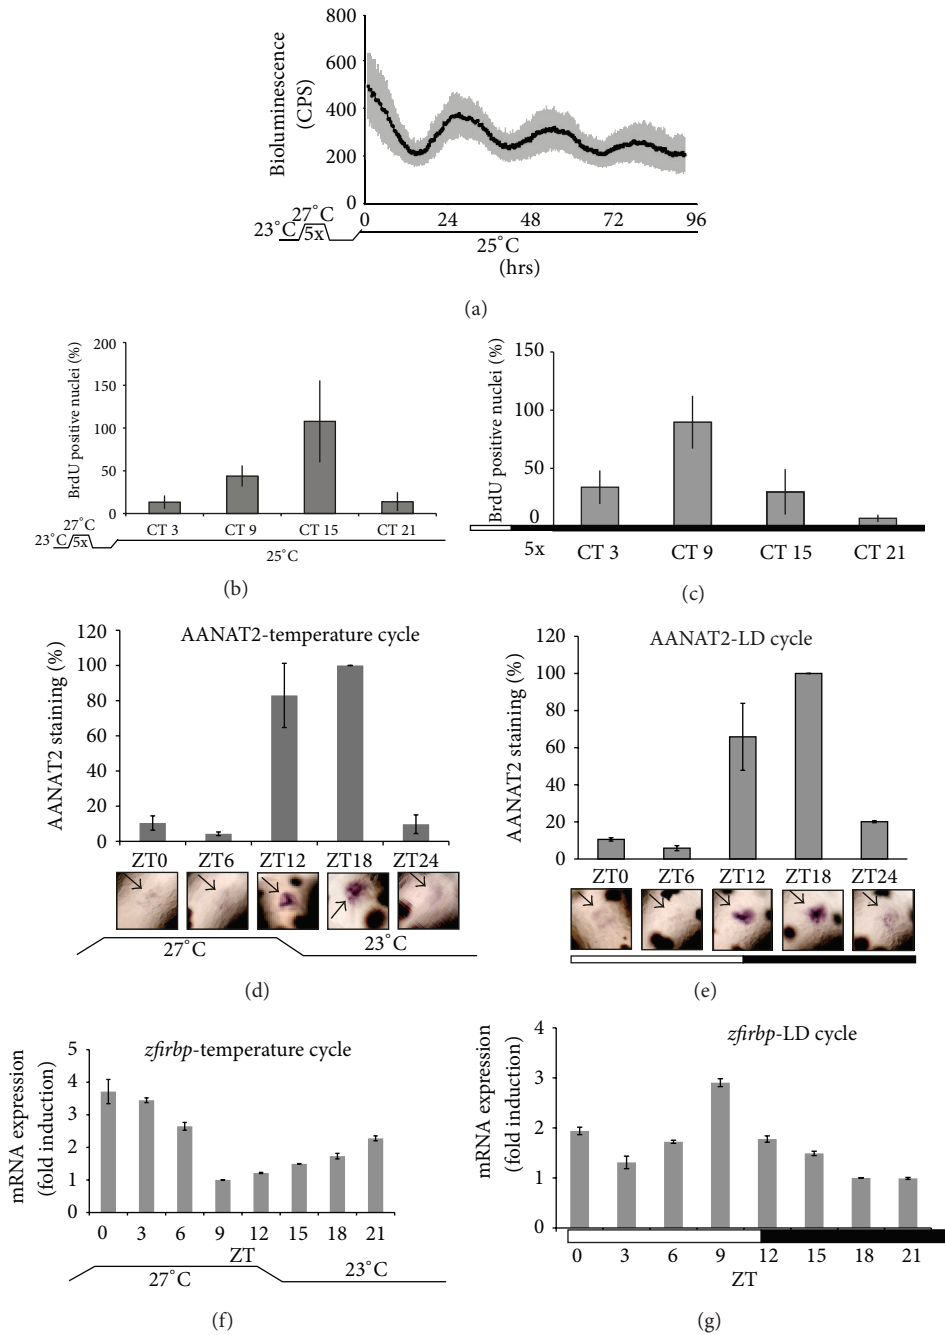 800
600
400
200
0
Bioluminescence
(CPS)
0 24 48 72 96
23˚C 27˚C 5x
25˚C
(hrs)
(a)
BrdU positive nuclei (%)
200
150
100
50
0
CT 3 CT 9 CT 15 CT 21
23˚C 27˚C 5x
25˚C
(b)
BrdU positive nuclei (%)
150
100
50
0
5x CT 3 CT 9 CT 15 CT 21
(c)
AANAT2-temperature cycle
AANAT2 staining (%)
120
100
80
60
40
20
0
ZT0 ZT6 ZT12 ZT18 ZT24
27˚C 23˚C
(d)
AANAT2-LD cycle
AANAT2 staining (%)
120
100
80
60
40
20
0
ZT0 ZT6 ZT12 ZT18 ZT24
(e)
zfirbp-temperature cycle
mRNA expression
(fold induction)
5
4
3
2
1
0
0 3 6 9 12 15 18 21
ZT
27˚C 23˚C
(f)
zfirbp-LD cycle
mRNA expression
(fold induction)
4
3
2
1
0
0 3 6 9 12 15 18 21
ZT
(g)